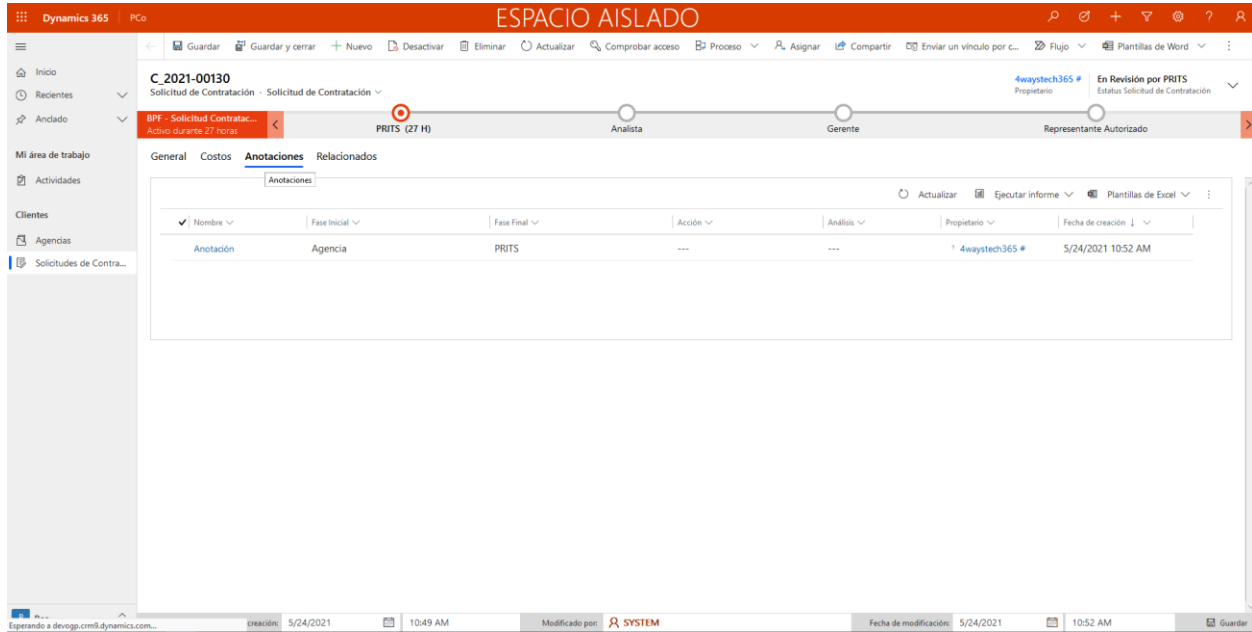 Dynamics 365 PCo ESPACIO AISLADO
Guardar Guardar y cerrar Nuevo Desactivar Eliminar Actualizar Comprobar acceso Proceso Asignar Compartir Enviar un vínculo por c... Flujo Plantillas de Word
Inicio
Recientes
Anclado
Mi área de trabajo
Actividades
Clientes
Agencias
Solicitudes de Contra...
C_2021-00130
Solicitud de Contratación · Solicitud de Contratación
4waystech365 #
Propietario
En Revisión por PRITS
Estatus Solicitud de Contratación
BPF - Solicitud Contratac...
Activo durante 27 horas
PRITS (27 H) Analista Gerente Representante Autorizado
General Costos Anotaciones Relacionados
Anotaciones
Actualizar Ejecutar informe Plantillas de Excel
Nombre Fase Inicial Fase Final Acción Análisis Propietario Fecha de creación
Anotación Agencia PRITS --- --- ? 4waystech365 # 5/24/2021 10:52 AM
Esperando a devogp.crm9.dynamics.com...
creación: 5/24/2021 10:49 AM Modificado por: SYSTEM Fecha de modificación: 5/24/2021 10:52 AM Guardar